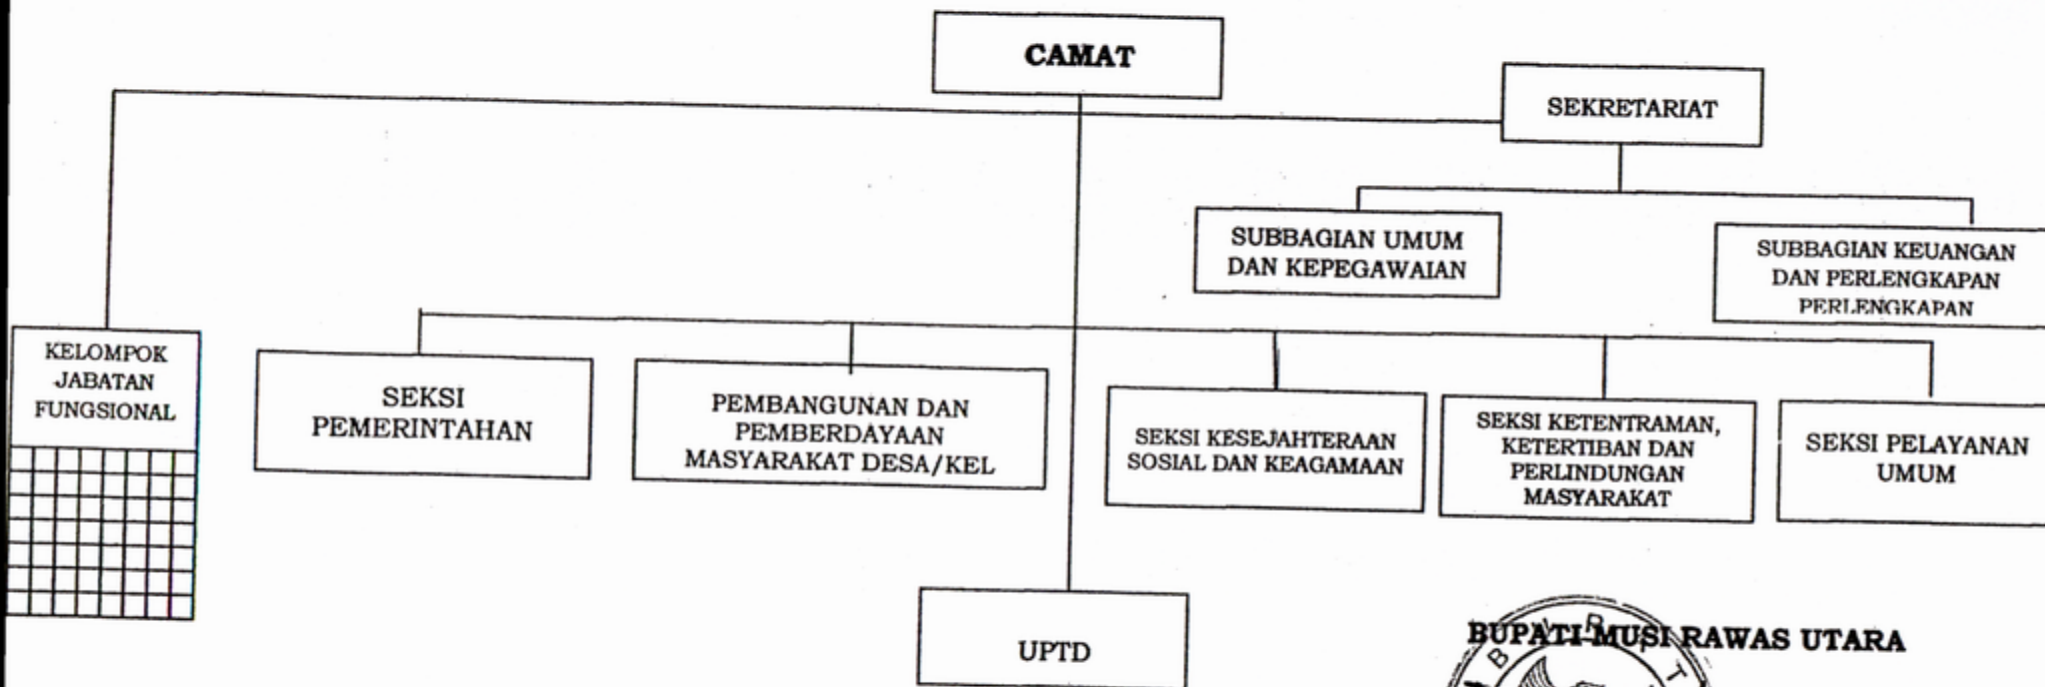 CAMAT
SEKRETARIAT
SUBBAGIAN UMUM
DAN KEPEGAWAIAN
SUBBAGIAN KEUANGAN
DAN PERLENGKAPAN
PERLENGKAPAN
KELOMPOK
JABATAN
FUNGSIONAL
SEKSI
PEMERINTAHAN
PEMBANGUNAN DAN
PEMBERDAYAAN
MASYARAKAT DESA/KEL
SEKSI KESEJAHTERAAN
SOSIAL DAN KEAGAMAAN
SEKSI KETENTRAMAN,
KETERTIBAN DAN
PERLINDUNGAN
MASYARAKAT
SEKSI PELAYANAN
UMUM
UPTD
BUPATI MUSI RAWAS UTARA